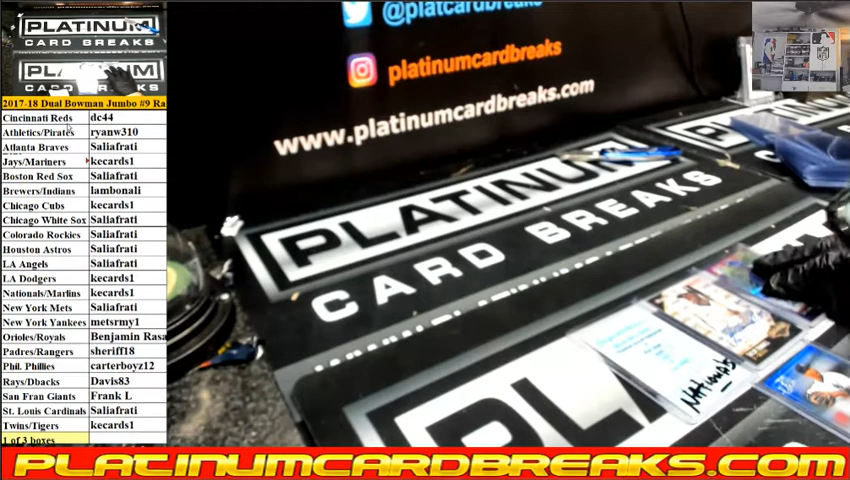 PLATINUM
CARD BREAKS
PLATINUM
CARD BREAKS
2017-18 Dual Bowman Jumbo #9 Ra
Cincinnati Reds dc44
Athletics/Pirates ryanw310
Atlanta Braves Saliafrati
Jays/Mariners kecards1
Boston Red Sox Saliafrati
Brewers/Indians lambonali
Chicago Cubs kecards1
Chicago White Sox Saliafrati
Colorado Rockies Saliafrati
Houston Astros Saliafrati
LA Angels Saliafrati
LA Dodgers kecards1
Nationals/Marlins kecards1
New York Mets Saliafrati
New York Yankees metsrmy1
Orioles/Royals Benjamin Rasa
Padres/Rangers sheriff18
Phil. Phillies carterboyz12
Rays/Dbacks Davis83
San Fran Giants Frank L
St. Louis Cardinals Saliafrati
Twins/Tigers kecards1
1 of 3 boxes
@platcardbreaks
platinumcardbreaks
platinumcardbreaks.com
www.platinumcardbreaks.com
PLATINUM
CARD BREAKS
Nationals
PLATINUMCARDBREAKS.COM